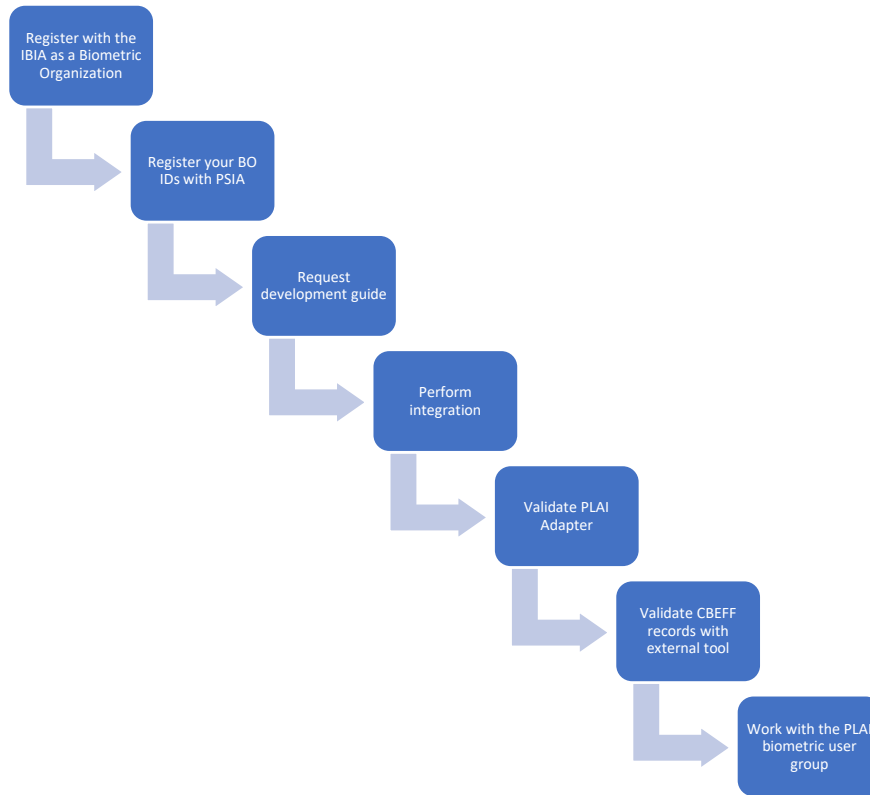 Register with the
IBIA as a Biometric
Organization
Register your BO
IDs with PSIA
Request
development guide
Perform
integration
Validate PLAI
Adapter
Validate CBEFF
records with
external tool
Work with the PLAI
biometric user
group